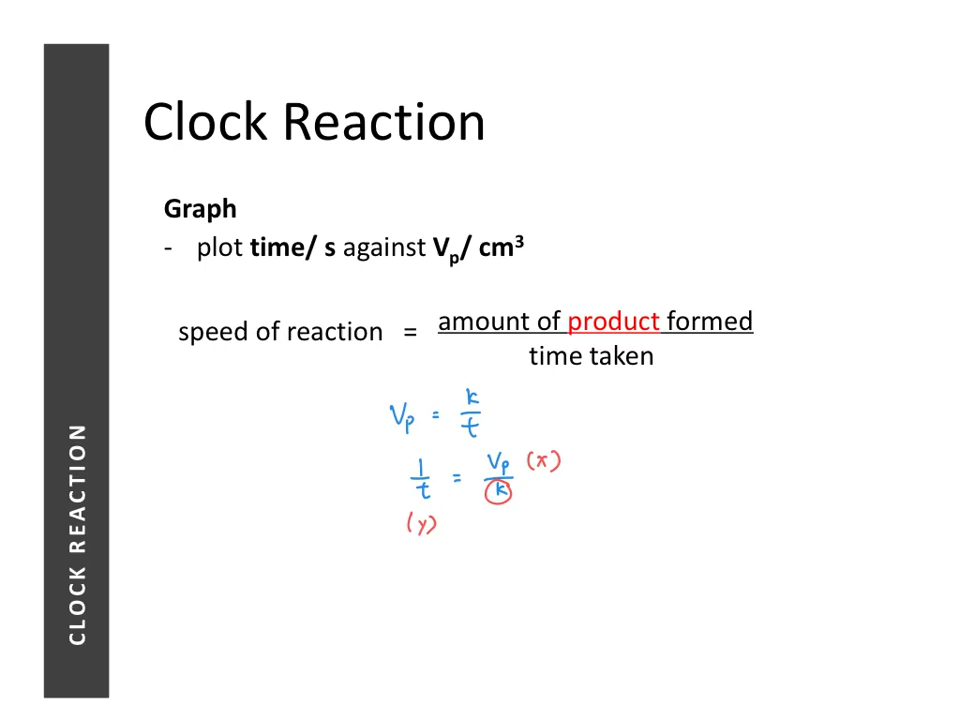 Clock Reaction
Graph
- plot time/ s against Vₚ/ cm³
speed of reaction = amount of product formed
time taken
Vₚ = k/t
1/t = Vₚ/k (x)
(y)
CLOCK REACTION